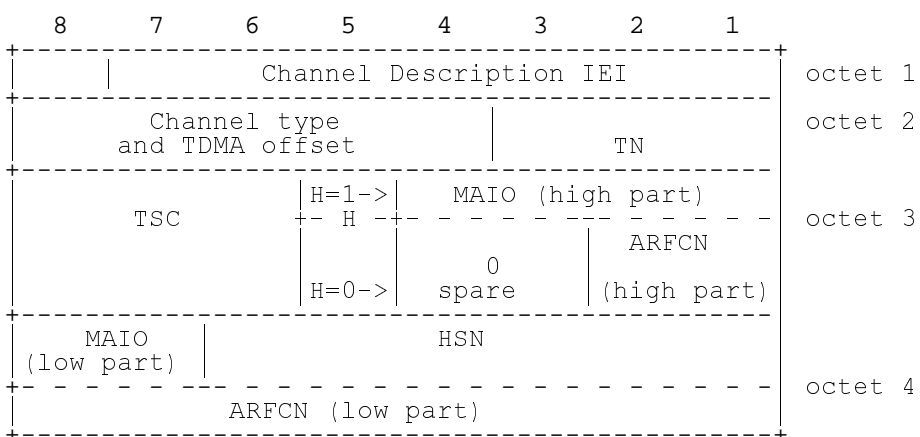 8 7 6 5 4 3 2 1
Channel Description IEI octet 1
Channel type octet 2
and TDMA offset TN
H=1-> MAIO (high part)
TSC H octet 3
ARFCN
0
H=0-> spare (high part)
MAIO HSN
(low part)
octet 4
ARFCN (low part)